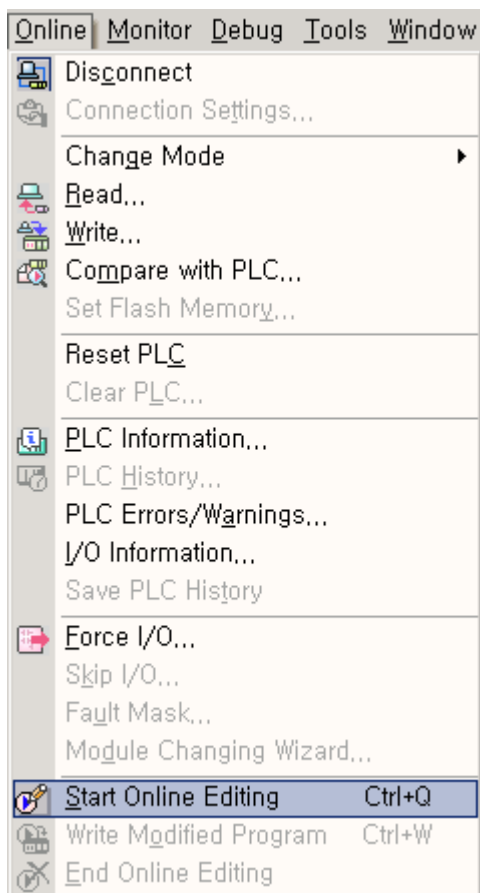 Online Monitor Debug Tools Window
Disconnect
Connection Settings...
Change Mode
Read...
Write...
Compare with PLC...
Set Flash Memory...
Reset PLC
Clear PLC...
PLC Information...
PLC History...
PLC Errors/Warnings...
I/O Information...
Save PLC History
Force I/O...
Skip I/O...
Fault Mask...
Module Changing Wizard...
Start Online Editing Ctrl+Q
Write Modified Program Ctrl+W
End Online Editing